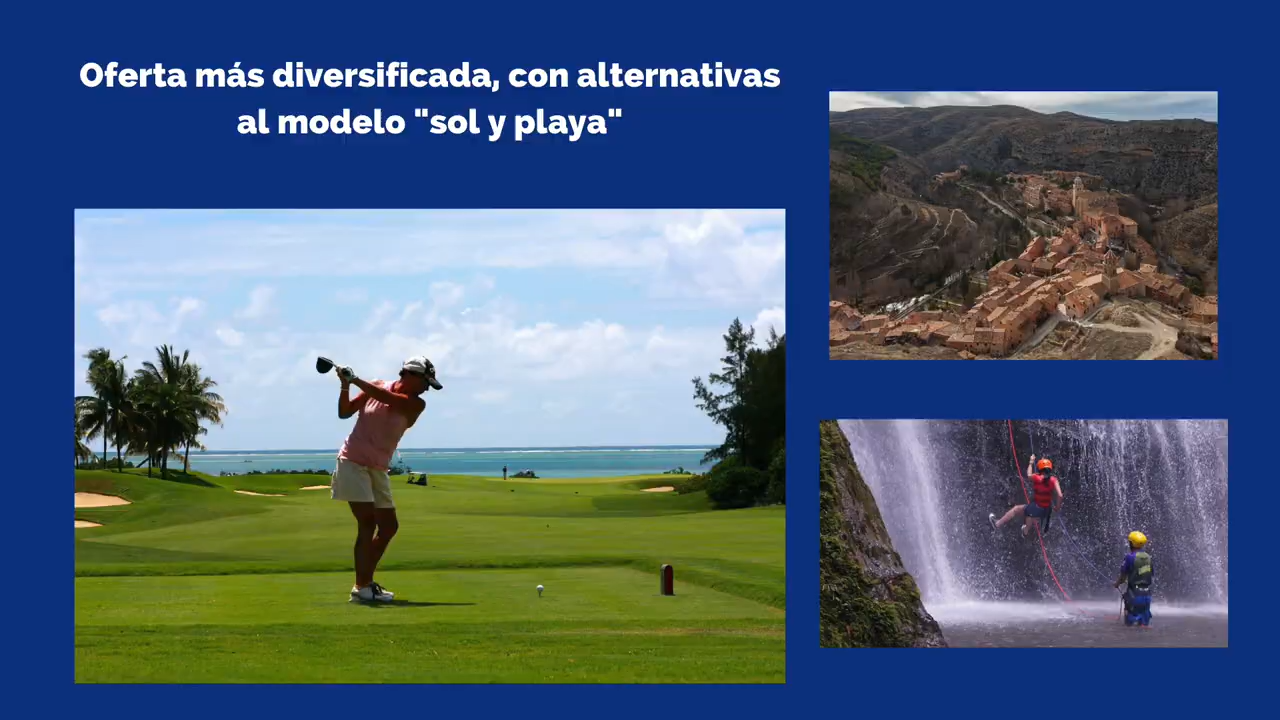 Oferta más diversificada, con alternativas
al modelo "sol y playa"